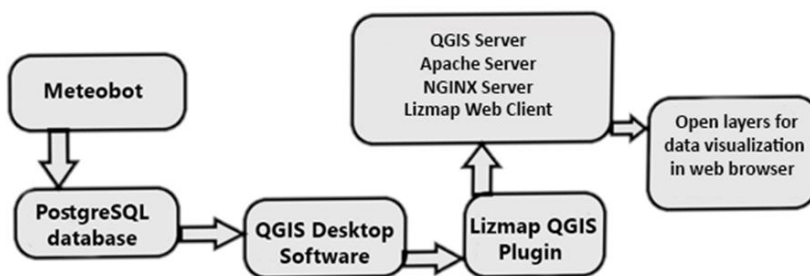 Meteobot
PostgreSQL
database
QGIS Desktop
Software
Lizmap QGIS
Plugin
QGIS Server
Apache Server
NGINX Server
Lizmap Web Client
Open layers for
data visualization
in web browser